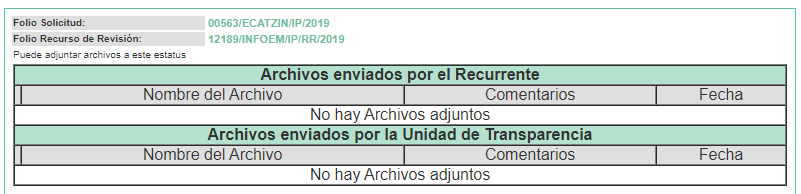 Folio Solicitud: 00563/ECATZIN/IP/2019
Folio Recurso de Revisión: 12189/INFOEM/IP/RR/2019
Puede adjuntar archivos a este estatus
Archivos enviados por el Recurrente
Nombre del Archivo Comentarios Fecha
No hay Archivos adjuntos
Archivos enviados por la Unidad de Transparencia
Nombre del Archivo Comentarios Fecha
No hay Archivos adjuntos